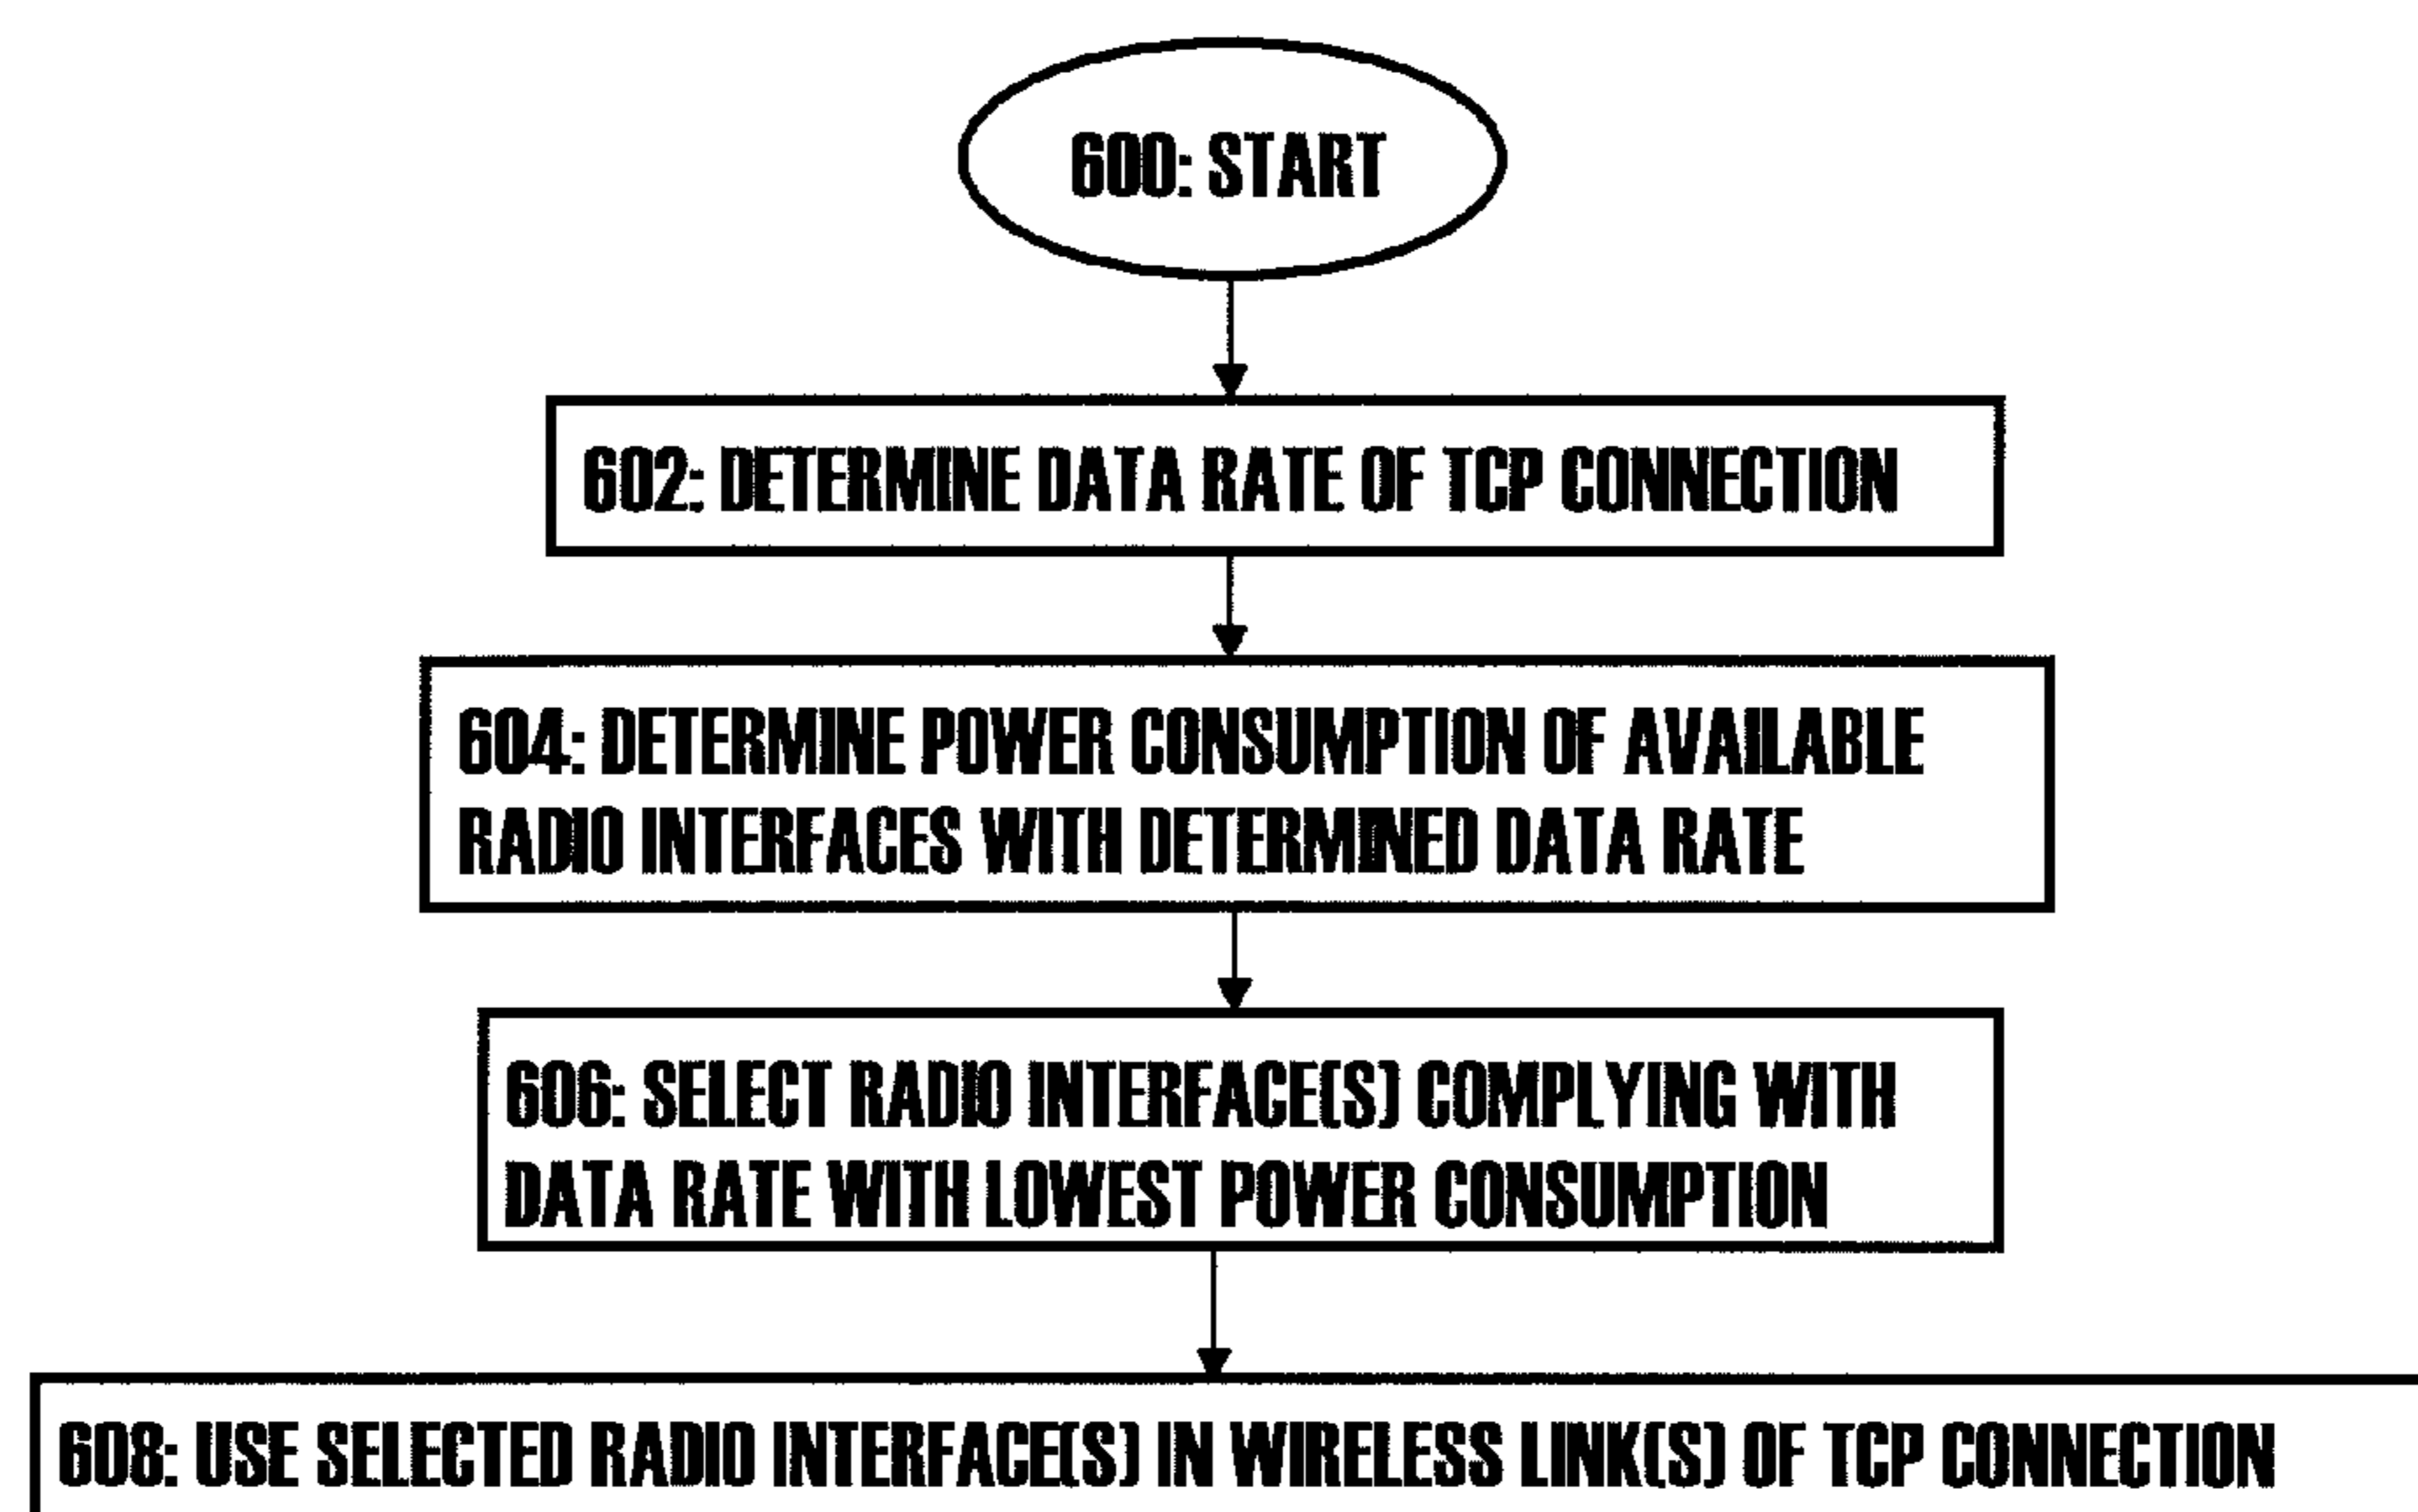 600: START
602: DETERMINE DATA RATE OF TCP CONNECTION
604: DETERMINE POWER CONSUMPTION OF AVAILABLE
RADIO INTERFACES WITH DETERMINED DATA RATE
606: SELECT RADIO INTERFACE(S) COMPLYING WITH
DATA RATE WITH LOWEST POWER CONSUMPTION
608: USE SELECTED RADIO INTERFACE(S) IN WIRELESS LINK(S) OF TCP CONNECTION